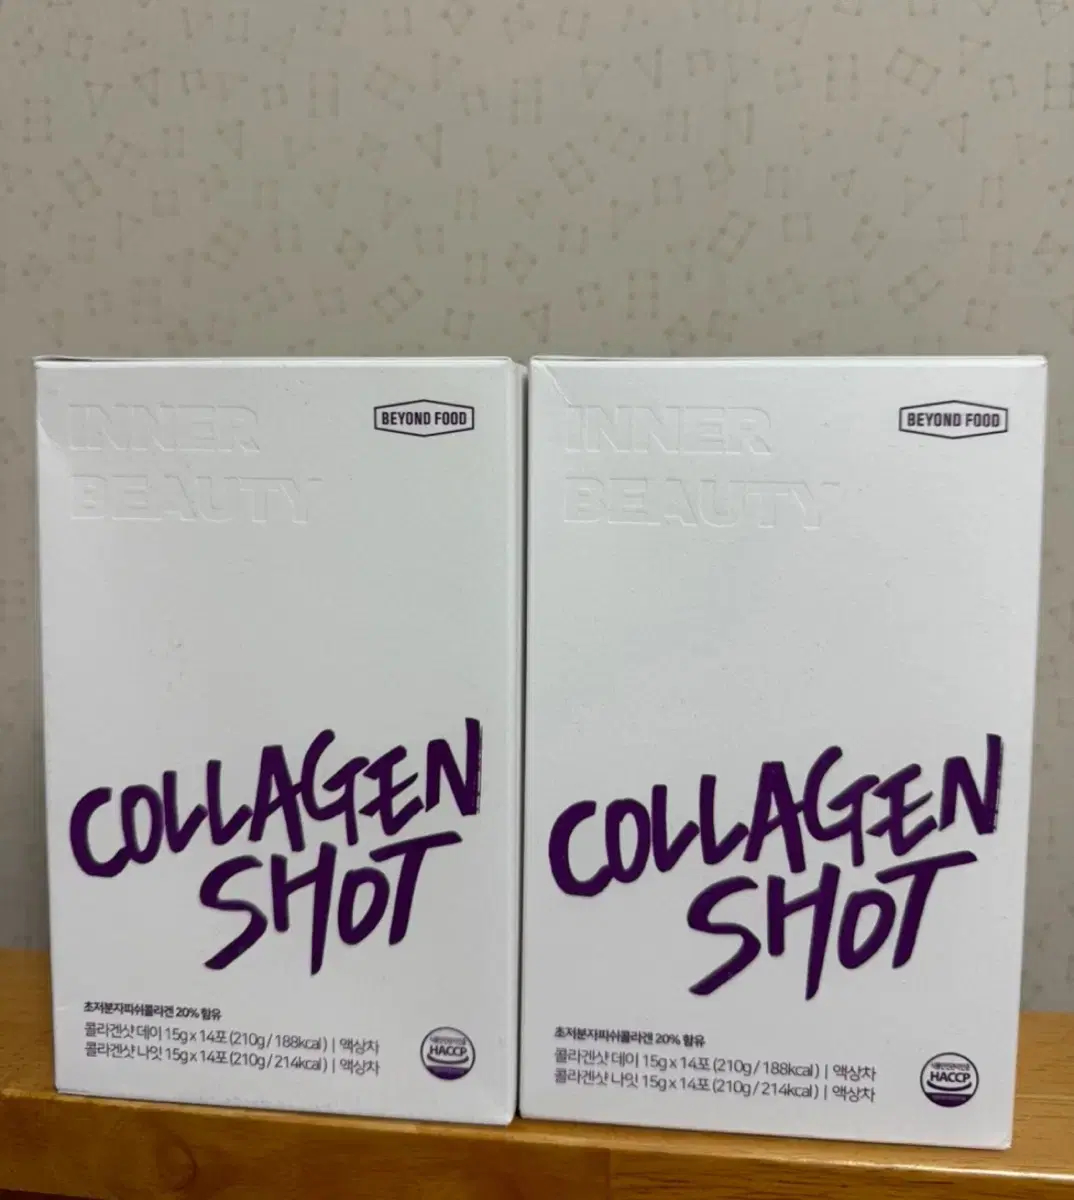 INNER
BEAUTY
BEYOND FOOD
COLLAGEN
SHOT
초저분자피쉬콜라겐 20% 함유
콜라겐샷 데이 15g x 14포 (210g / 188kcal) | 액상차
콜라겐샷 나잇 15g x 14포 (210g / 214kcal) | 액상차
HACCP
INNER
BEAUTY
BEYOND FOOD
COLLAGEN
SHOT
초저분자피쉬콜라겐 20% 함유
콜라겐샷 데이 15g x 14포 (210g / 188kcal) | 액상차
콜라겐샷 나잇 15g x 14포 (210g / 214kcal) | 액상차
HACCP